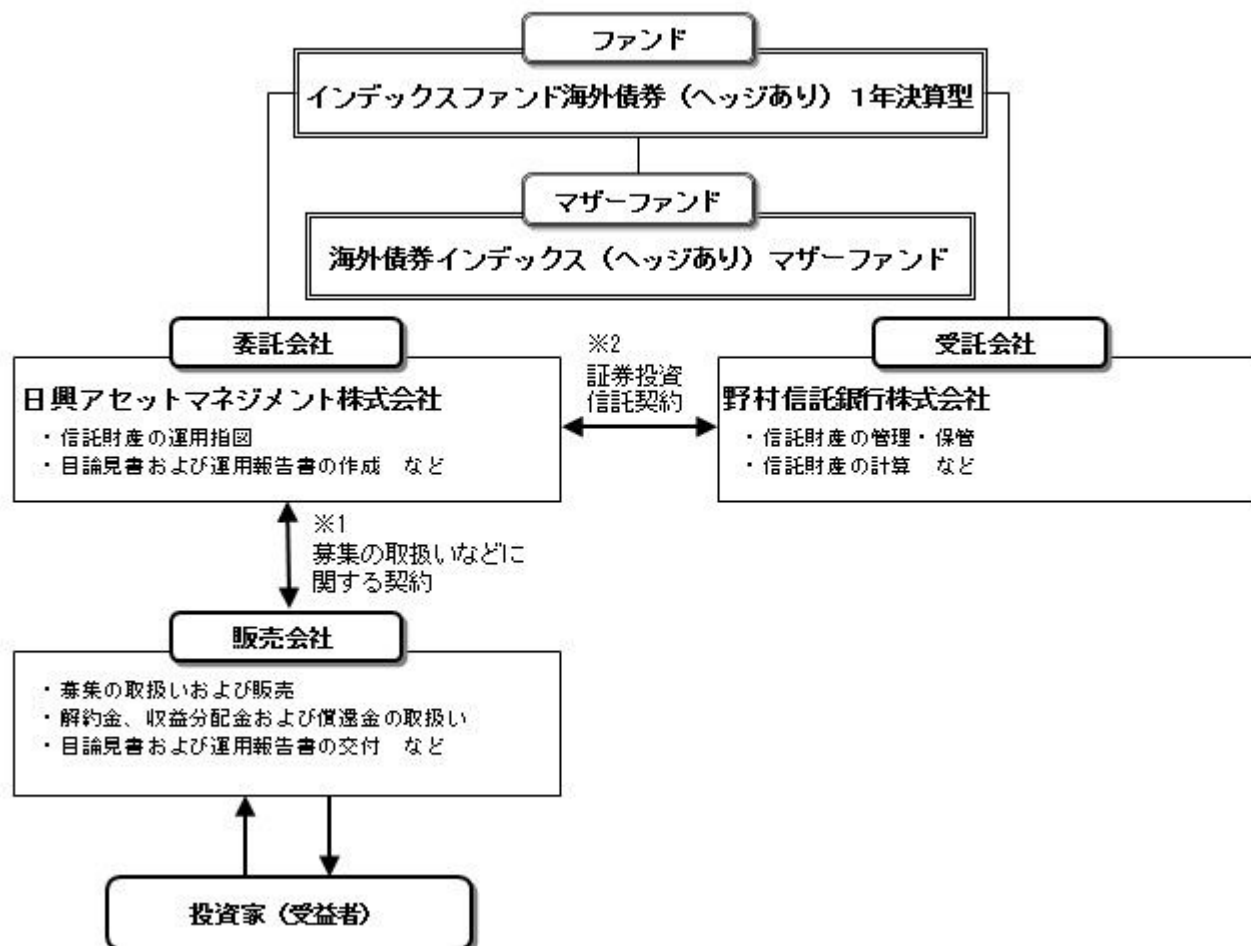 ファンド
インデックスファンド海外債券（ヘッジあり）１年決算型
マザーファンド
海外債券インデックス（ヘッジあり）マザーファンド
委託会社
日興アセットマネジメント株式会社
・信託財産の運用指図
・目論見書および運用報告書の作成　など
※2
証券投資
信託契約
受託会社
野村信託銀行株式会社
・信託財産の管理・保管
・信託財産の計算　など
※1
募集の取扱いなどに
関する契約
販売会社
・募集の取扱いおよび販売
・解約金、収益分配金および償還金の取扱い
・目論見書および運用報告書の交付　など
投資家（受益者）